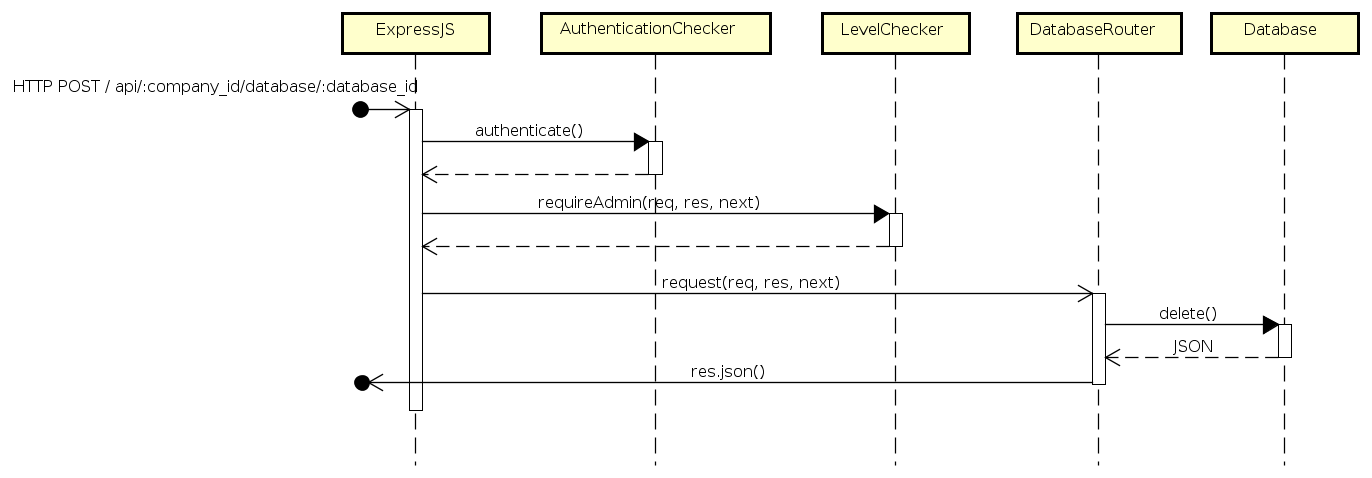 ExpressJS
AuthenticationChecker
LevelChecker
DatabaseRouter
Database
HTTP POST / api/:company_id/database/:database_id
authenticate()
requireAdmin(req, res, next)
request(req, res, next)
delete()
JSON
res.json()